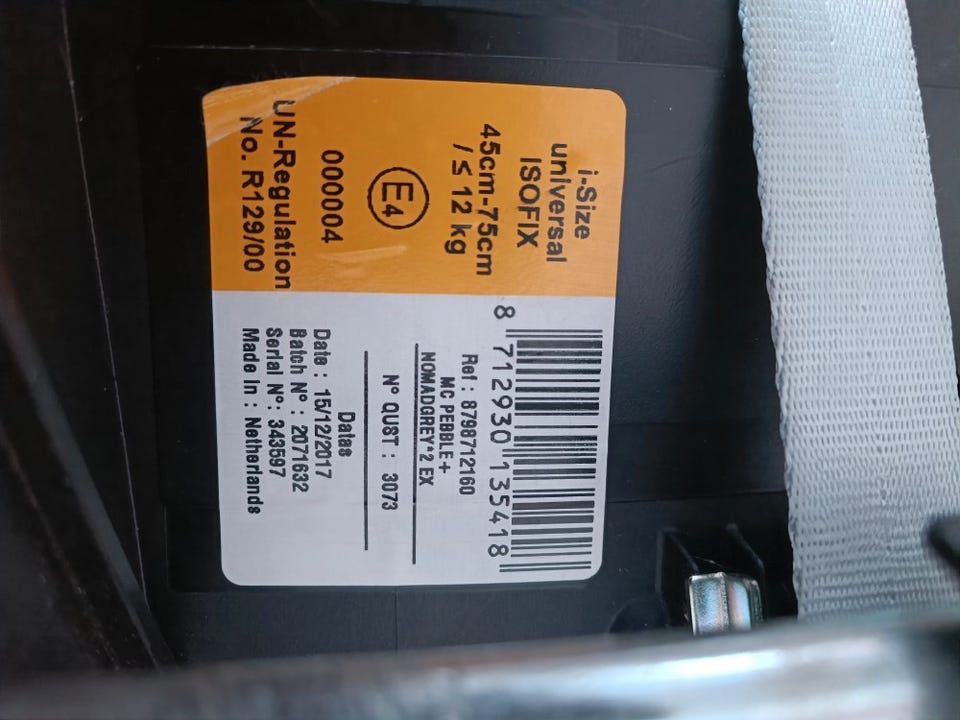 i-Size
universal
ISOFIX
45cm-75cm
/ ≤ 12 kg
E4
000004
UN-Regulation
No. R129/00
8 712930 135418
Ref : 8798712160
MC PEBBLE+
NOMADGREY*2 EX
N° QUST : 3073
Datas
Date : 15/12/2017
Batch N° : 2071632
Serial N° : 343597
Made In : Netherlands